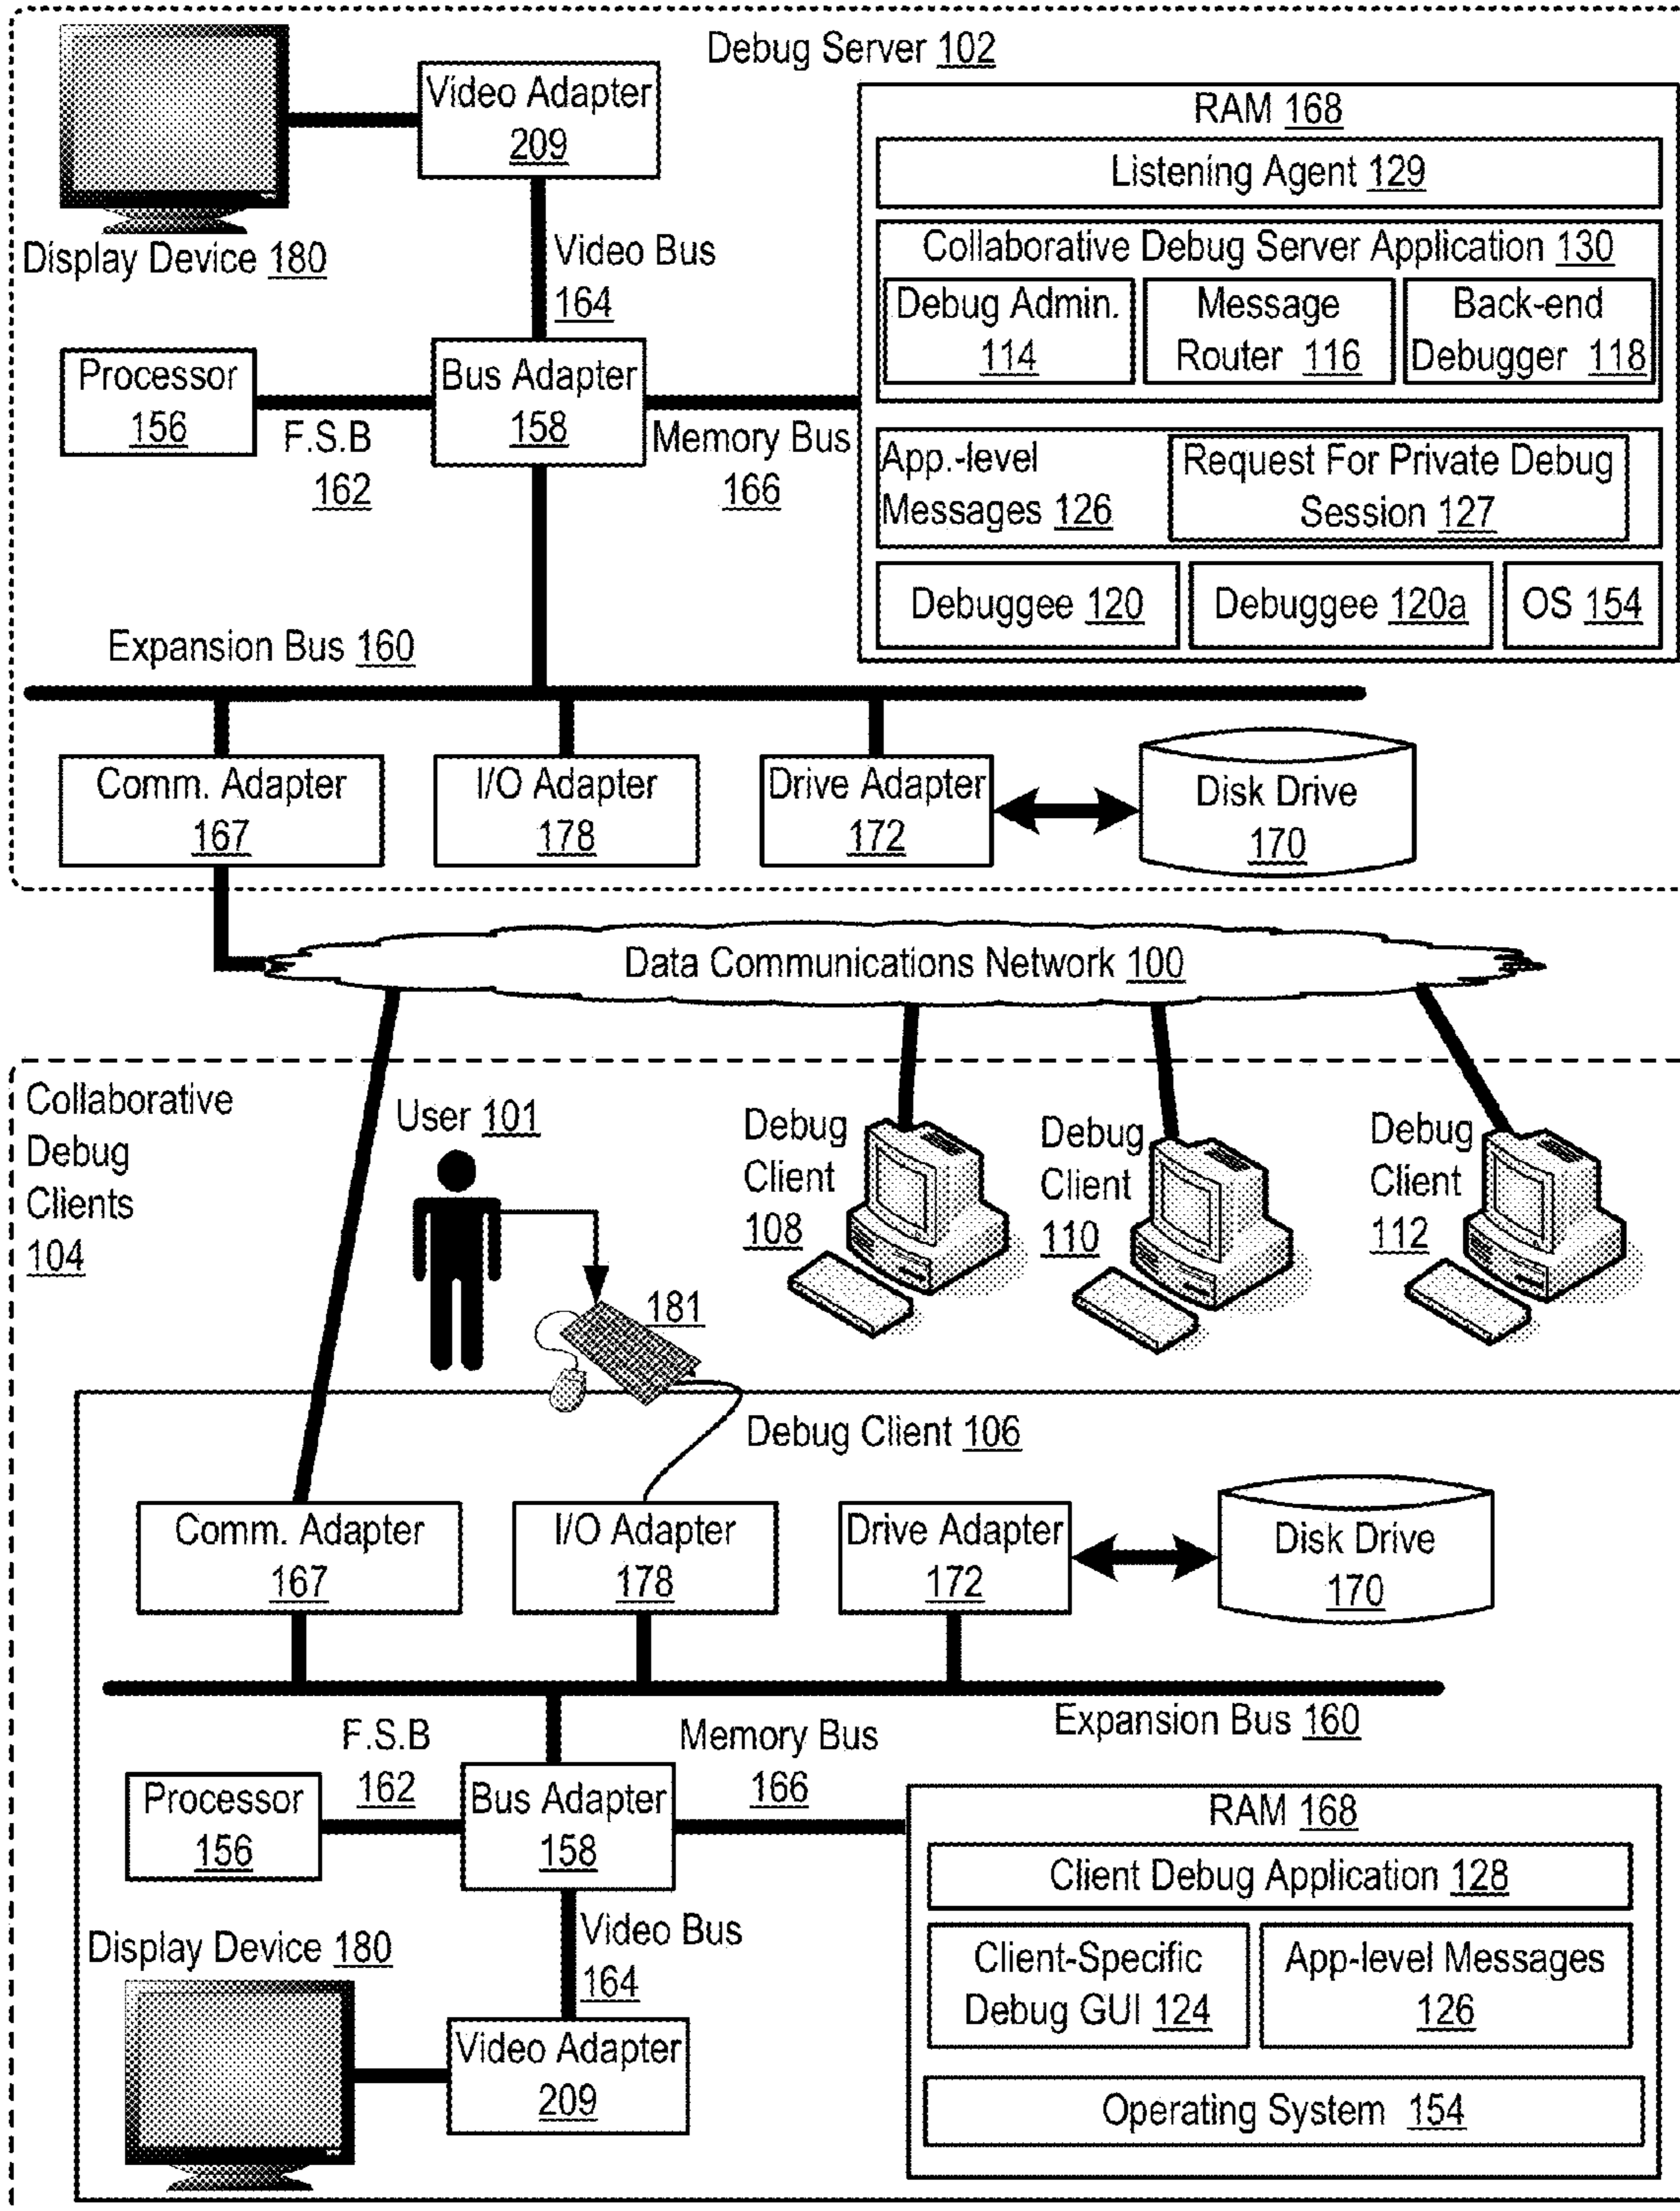 Debug Server 102
Video Adapter
209
Display Device 180
Video Bus
164
Processor
156
F.S.B
162
Bus Adapter
158
Memory Bus
166
RAM 168
Listening Agent 129
Collaborative Debug Server Application 130
Debug Admin.
114
Message
Router 116
Back-end
Debugger 118
App.-level
Messages 126
Request For Private Debug
Session 127
Debuggee 120
Debuggee 120a
OS 154
Expansion Bus 160
Comm. Adapter
167
I/O Adapter
178
Drive Adapter
172
Disk Drive
170
Data Communications Network 100
Collaborative
Debug
Clients
104
User 101
181
Debug
Client
108
Debug
Client
110
Debug
Client
112
Debug Client 106
Comm. Adapter
167
I/O Adapter
178
Drive Adapter
172
Disk Drive
170
Expansion Bus 160
F.S.B
162
Memory Bus
166
Processor
156
Bus Adapter
158
Video Bus
164
Display Device 180
Video Adapter
209
RAM 168
Client Debug Application 128
Client-Specific
Debug GUI 124
App-level Messages
126
Operating System 154